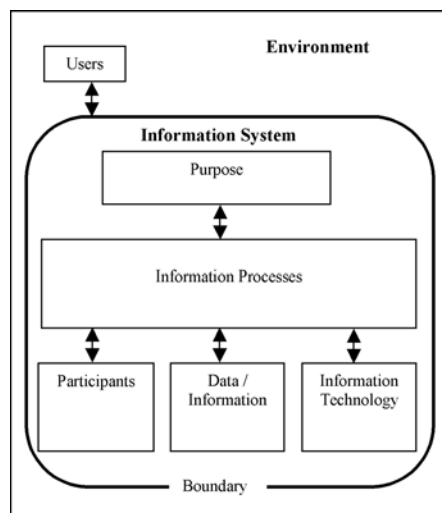 Environment
Users
Information System
Purpose
Information Processes
Participants
Data /
Information
Information
Technology
Boundary